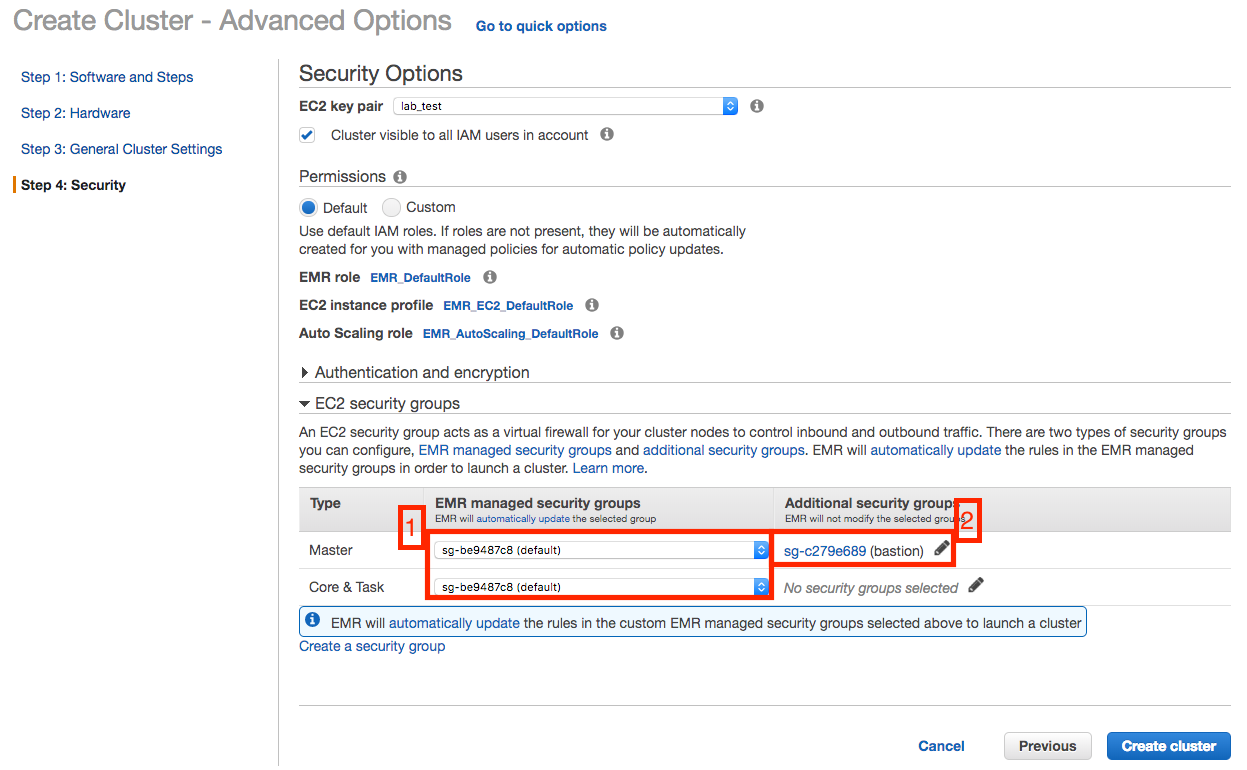 Create Cluster - Advanced Options Go to quick options
Step 1: Software and Steps
Step 2: Hardware
Step 3: General Cluster Settings
Step 4: Security
Security Options
EC2 key pair lab_test
Cluster visible to all IAM users in account
Permissions
Default Custom
Use default IAM roles. If roles are not present, they will be automatically
created for you with managed policies for automatic policy updates.
EMR role EMR_DefaultRole
EC2 instance profile EMR_EC2_DefaultRole
Auto Scaling role EMR_AutoScaling_DefaultRole
Authentication and encryption
EC2 security groups
An EC2 security group acts as a virtual firewall for your cluster nodes to control inbound and outbound traffic. There are two types of security groups
you can configure, EMR managed security groups and additional security groups. EMR will automatically update the rules in the EMR managed
security groups in order to launch a cluster. Learn more.
Type EMR managed security groups Additional security groups
EMR will automatically update the selected group EMR will not modify the selected groups
1 2
Master sg-be9487c8 (default) sg-c279e689 (bastion)
Core & Task sg-be9487c8 (default) No security groups selected
EMR will automatically update the rules in the custom EMR managed security groups selected above to launch a cluster
Create a security group
Cancel Previous Create cluster